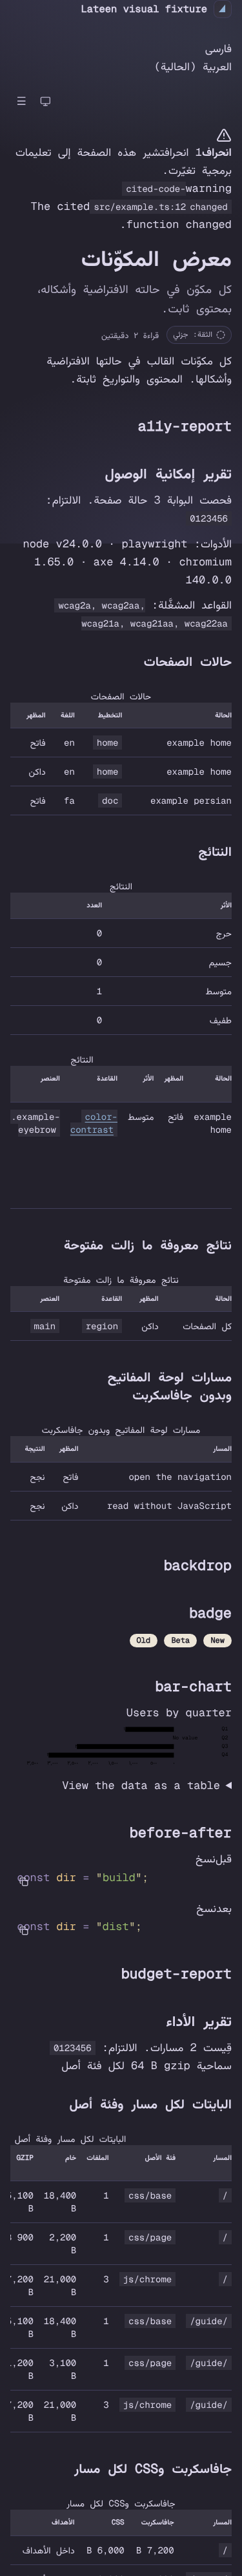 Lateen visual fixture
فارسی
العربية (الحالية)
انحراف1 انحرافتشير هذه الصفحة إلى تعليمات
برمجية تغيّرت.
cited-code-warning
The cited src/example.ts:12 changed
function changed.
معرض المكوّنات
كل مكوّن في حالته الافتراضية وأشكاله،
بمحتوى ثابت.
الثقة: جزئي
قراءة ٢ دقيقتين
كل مكوّنات القالب في حالتها الافتراضية
وأشكالها. المحتوى والتواريخ ثابتة.
a11y-report
تقرير إمكانية الوصول
فحصت البوابة 3 حالة صفحة. الالتزام:
0123456
الأدوات: node v24.0.0 · playwright
1.65.0 · axe 4.14.0 · chromium
140.0.0
القواعد المشغَّلة: wcag2a, wcag2aa,
wcag21a, wcag21aa, wcag22aa
حالات الصفحات
حالات الصفحات
الحالة التخطيط اللغة المظهر
example home home en فاتح
example home home en داكن
example persian doc fa فاتح
النتائج
النتائج
الأثر العدد
حرج 0
جسيم 0
متوسط 1
طفيف 0
النتائج
الحالة المظهر الأثر القاعدة العنصر
example home فاتح متوسط color-contrast .example-eyebrow
نتائج معروفة ما زالت مفتوحة
نتائج معروفة ما زالت مفتوحة
الحالة المظهر القاعدة العنصر
كل الصفحات داكن region main
مسارات لوحة المفاتيح
وبدون جافاسكربت
مسارات لوحة المفاتيح وبدون جافاسكربت
المسار المظهر النتيجة
open the navigation فاتح نجح
read without JavaScript داكن نجح
backdrop
badge
New Beta Old
bar-chart
Users by quarter
View the data as a table
before-after
قبل‌نسخ
const dir = "build";
بعدنسخ
const dir = "dist";
budget-report
تقرير الأداء
قِيست 2 مسارات. الالتزام: 0123456
سماحية 64 B gzip لكل فئة أصل
البايتات لكل مسار وفئة أصل
البايتات لكل مسار وفئة أصل
المسار فئة الأصل الملفات خام GZIP
/ css/base 1 18,400 B
/ css/page 1 2,200 B 900 B
/ js/chrome 3 21,000 B
/guide/ css/base 1 18,400 B
/guide/ css/page 1 3,100 B
/guide/ js/chrome 3 21,000 B
جافاسكربت وCSS لكل مسار
جافاسكربت وCSS لكل مسار
المسار جافاسكربت CSS الأهداف
/ 7,200 B 6,000 B داخل الأهداف